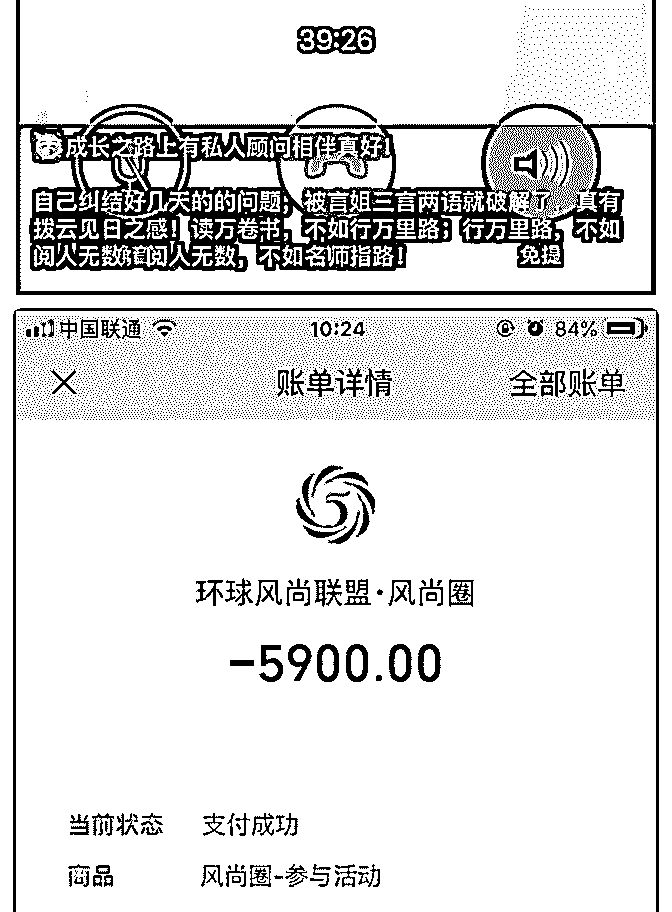 39:26
成长之路上有私人顾问相伴真好!
自己纠结好几天的的问题，被言姐三言两语就破解了，真有
拨云见日之感！读万卷书，不如行万里路；行万里路，不如
阅人无数；阅人无数，不如名师指路！
免提
中国联通
10:24
84%
账单详情
全部账单
环球风尚联盟·风尚圈
-5900.00
当前状态 支付成功
商品 风尚圈-参与活动